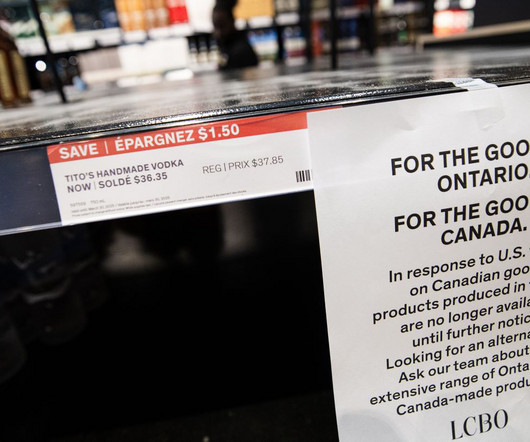 SAVE | ÉPARGNEZ $1.50
TITO'S HANDMADE VODKA
NOW | SOLDÉ $36.35
REG | PRIX $37.85
FOR THE GOO
ONTARIO
FOR THE GOO
CANADA.
In response to U.S.
on Canadian goo
products produced in
are no longer availa
until further notic
Looking for an alterna
Ask our team about
extensive range of Onta
Canada-made produ
LCBO